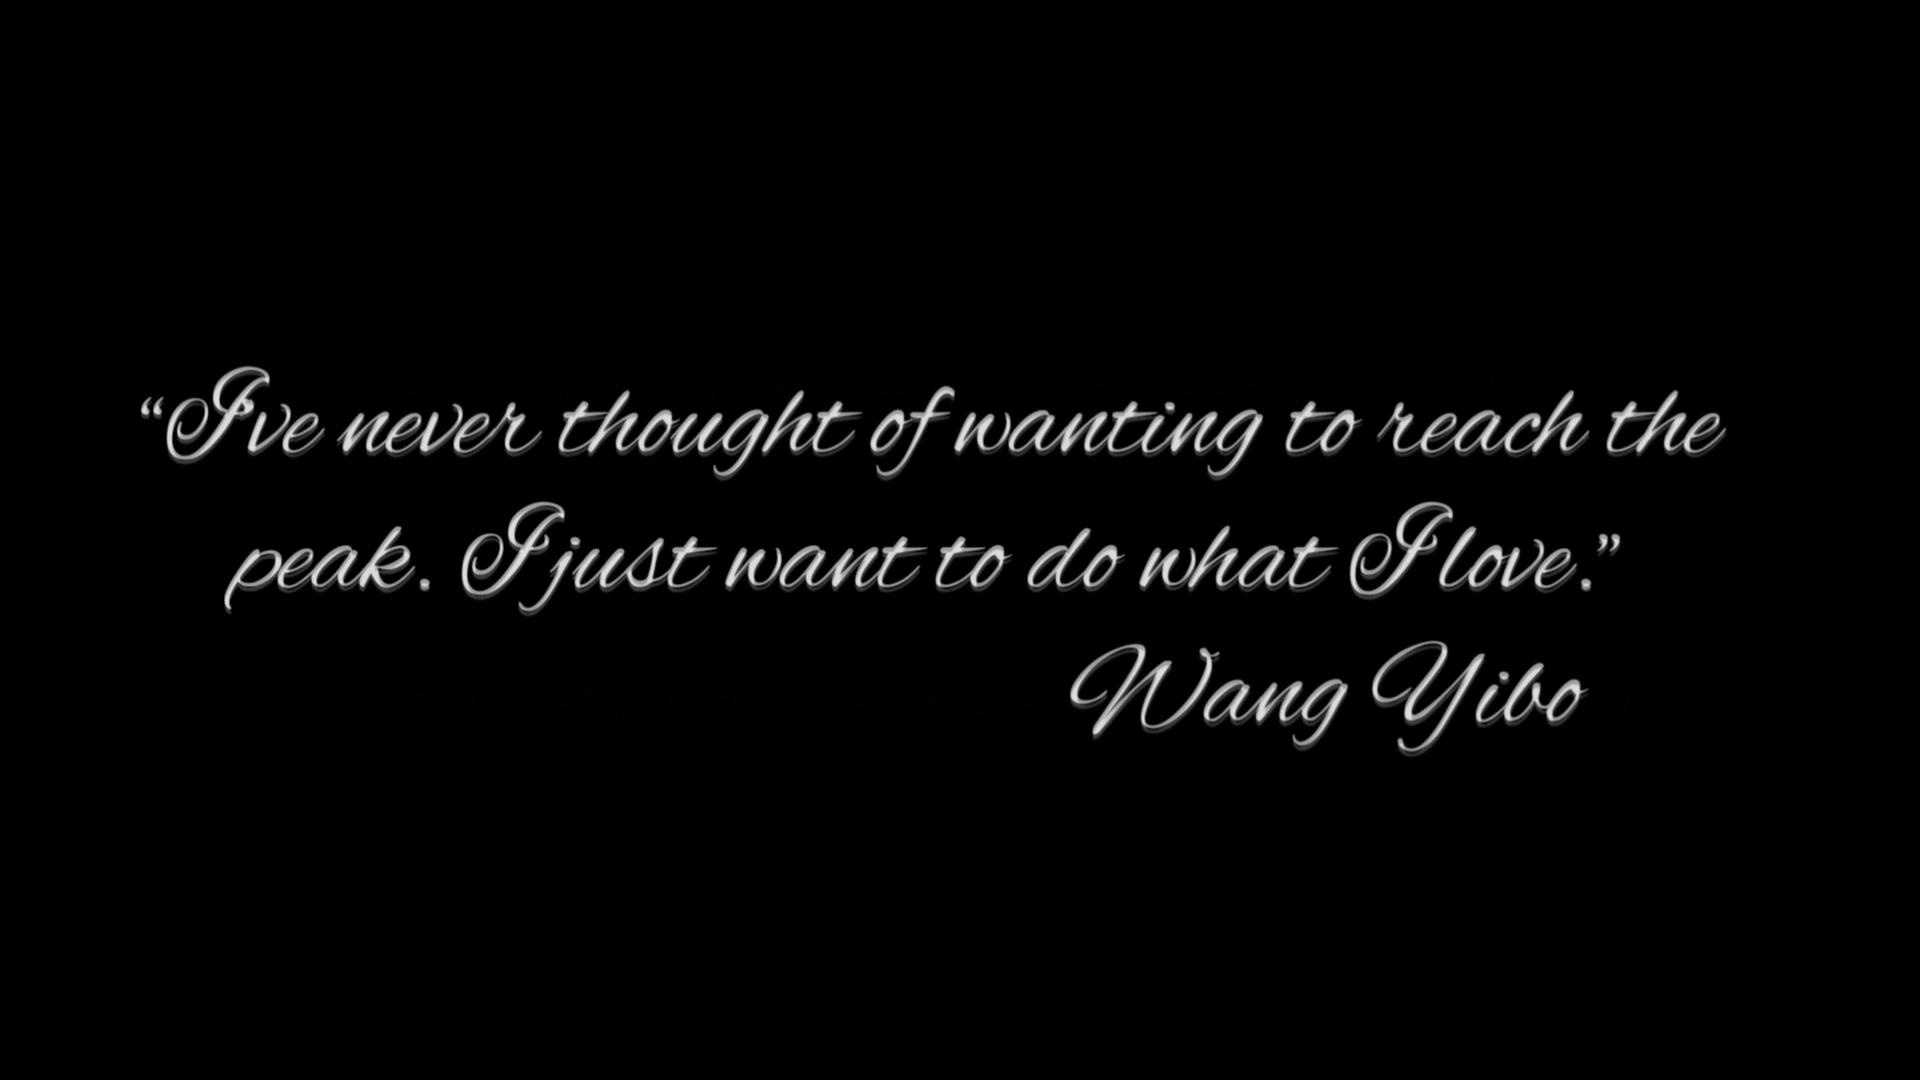 “I've never thought of wanting to reach the
peak. I just want to do what I love.”
Wang Yibo